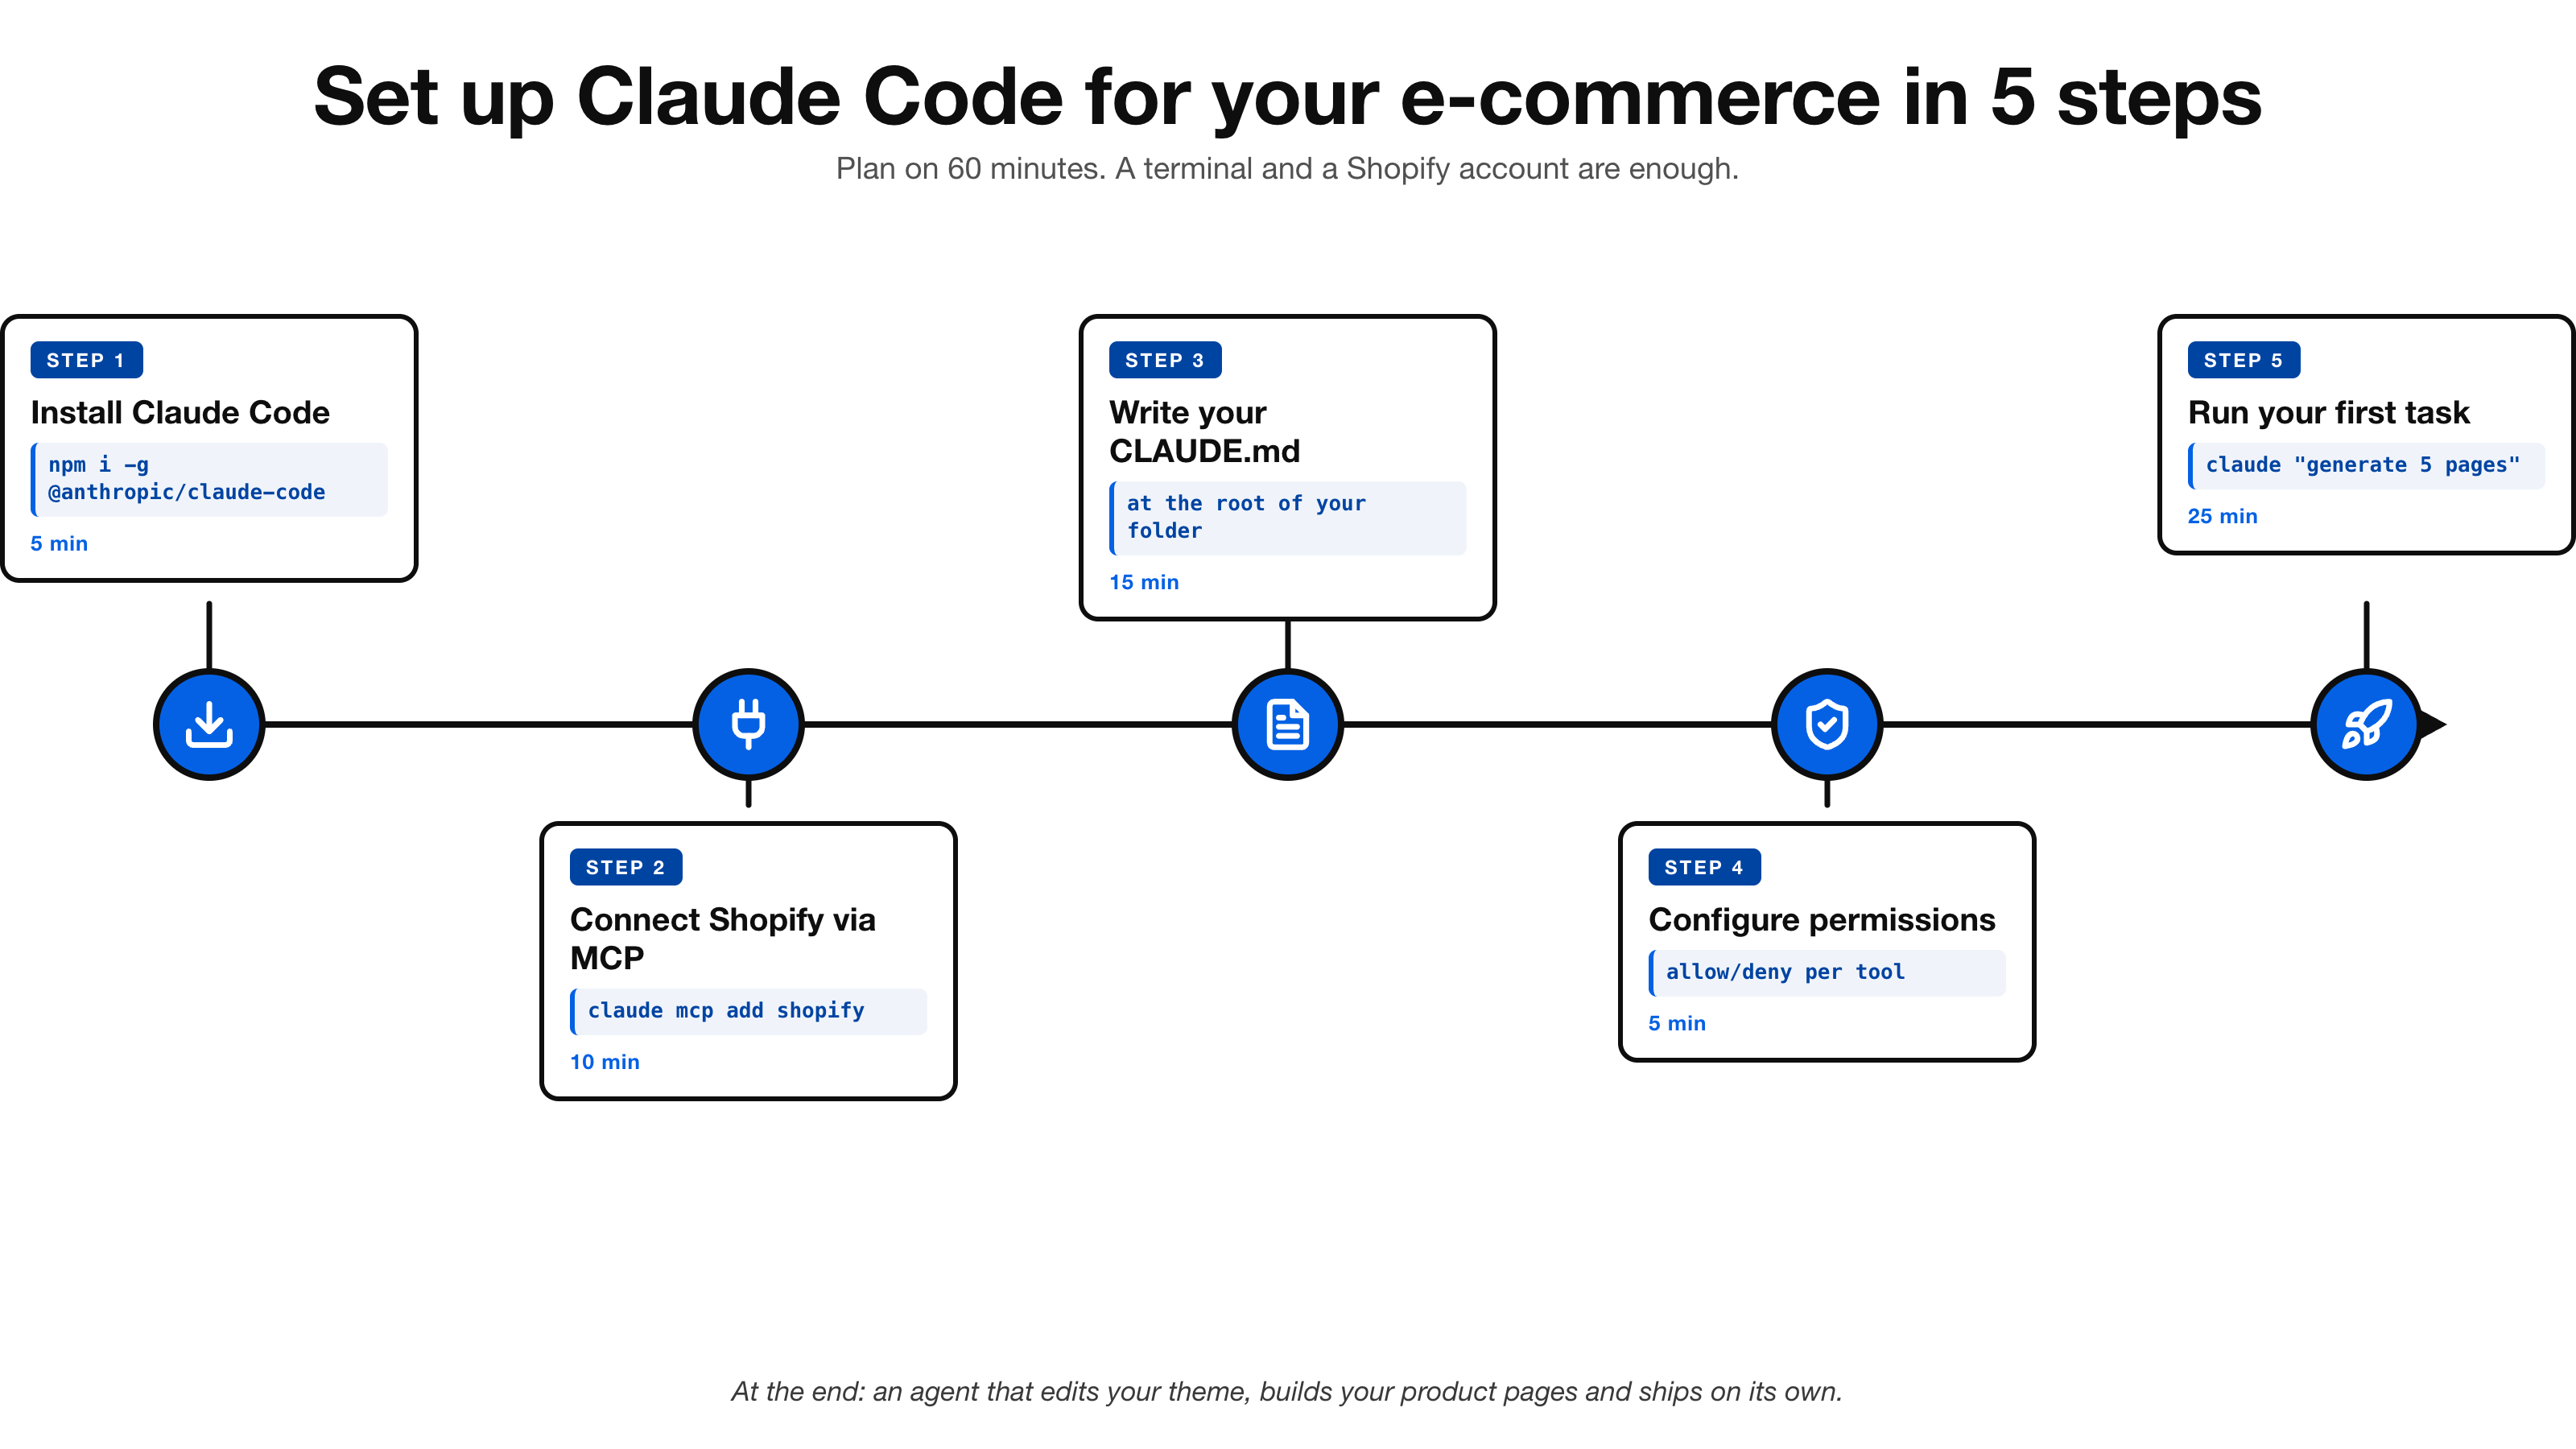 Set up Claude Code for your e-commerce in 5 steps
Plan on 60 minutes. A terminal and a Shopify account are enough.
STEP 1
Install Claude Code
npm i -g
@anthropic/claude-code
5 min
STEP 2
Connect Shopify via
MCP
claude mcp add shopify
10 min
STEP 3
Write your
CLAUDE.md
at the root of your
folder
15 min
STEP 4
Configure permissions
allow/deny per tool
5 min
STEP 5
Run your first task
claude "generate 5 pages"
25 min
At the end: an agent that edits your theme, builds your product pages and ships on its own.